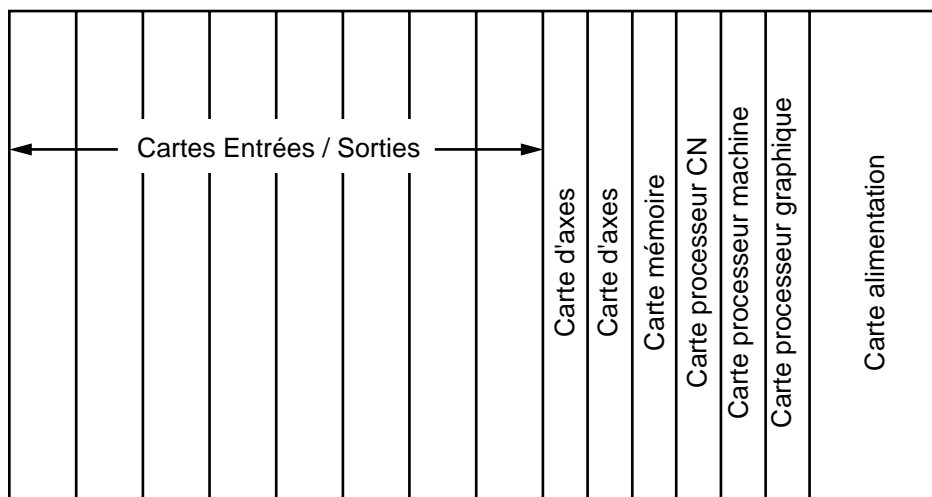 Cartes Entrées / Sorties
Carte d'axes
Carte d'axes
Carte mémoire
Carte processeur CN
Carte processeur machine
Carte processeur graphique
Carte alimentation